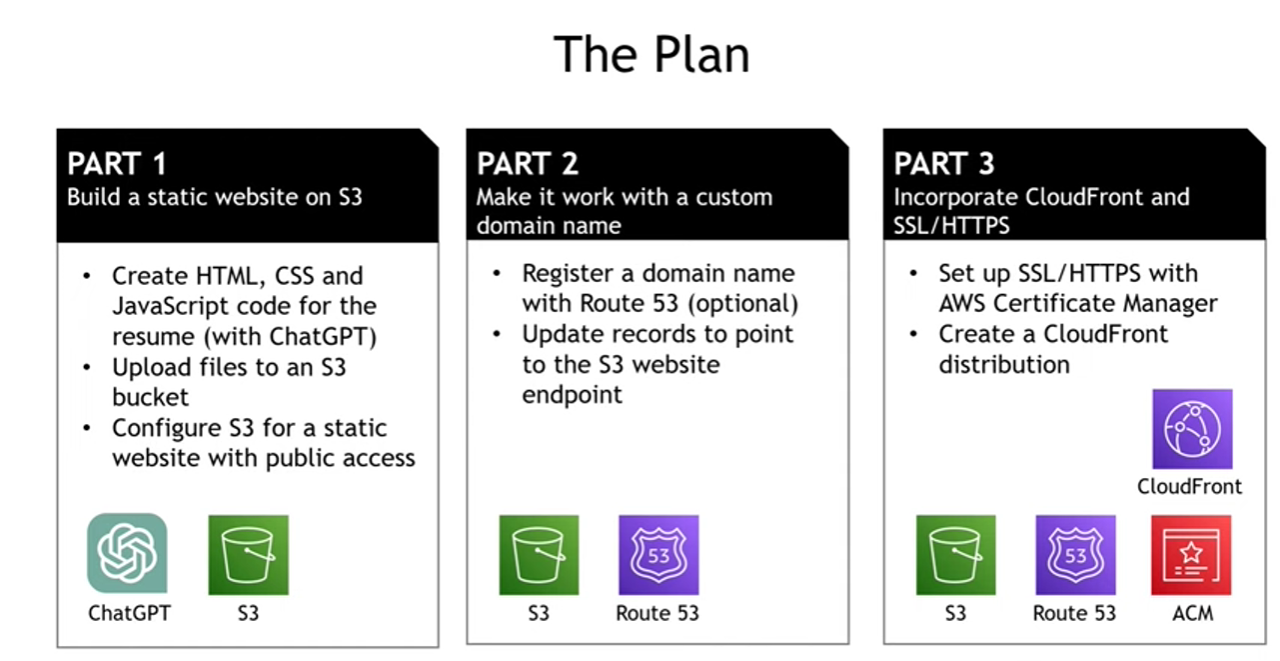 The Plan
PART 1
Build a static website on S3
• Create HTML, CSS and
JavaScript code for the
resume (with ChatGPT)
• Upload files to an S3
bucket
• Configure S3 for a static
website with public access
ChatGPT
S3
PART 2
Make it work with a custom
domain name
• Register a domain name
with Route 53 (optional)
• Update records to point
to the S3 website
endpoint
S3
53
Route 53
PART 3
Incorporate CloudFront and
SSL/HTTPS
• Set up SSL/HTTPS with
AWS Certificate Manager
• Create a CloudFront
distribution
CloudFront
S3
53
Route 53
ACM